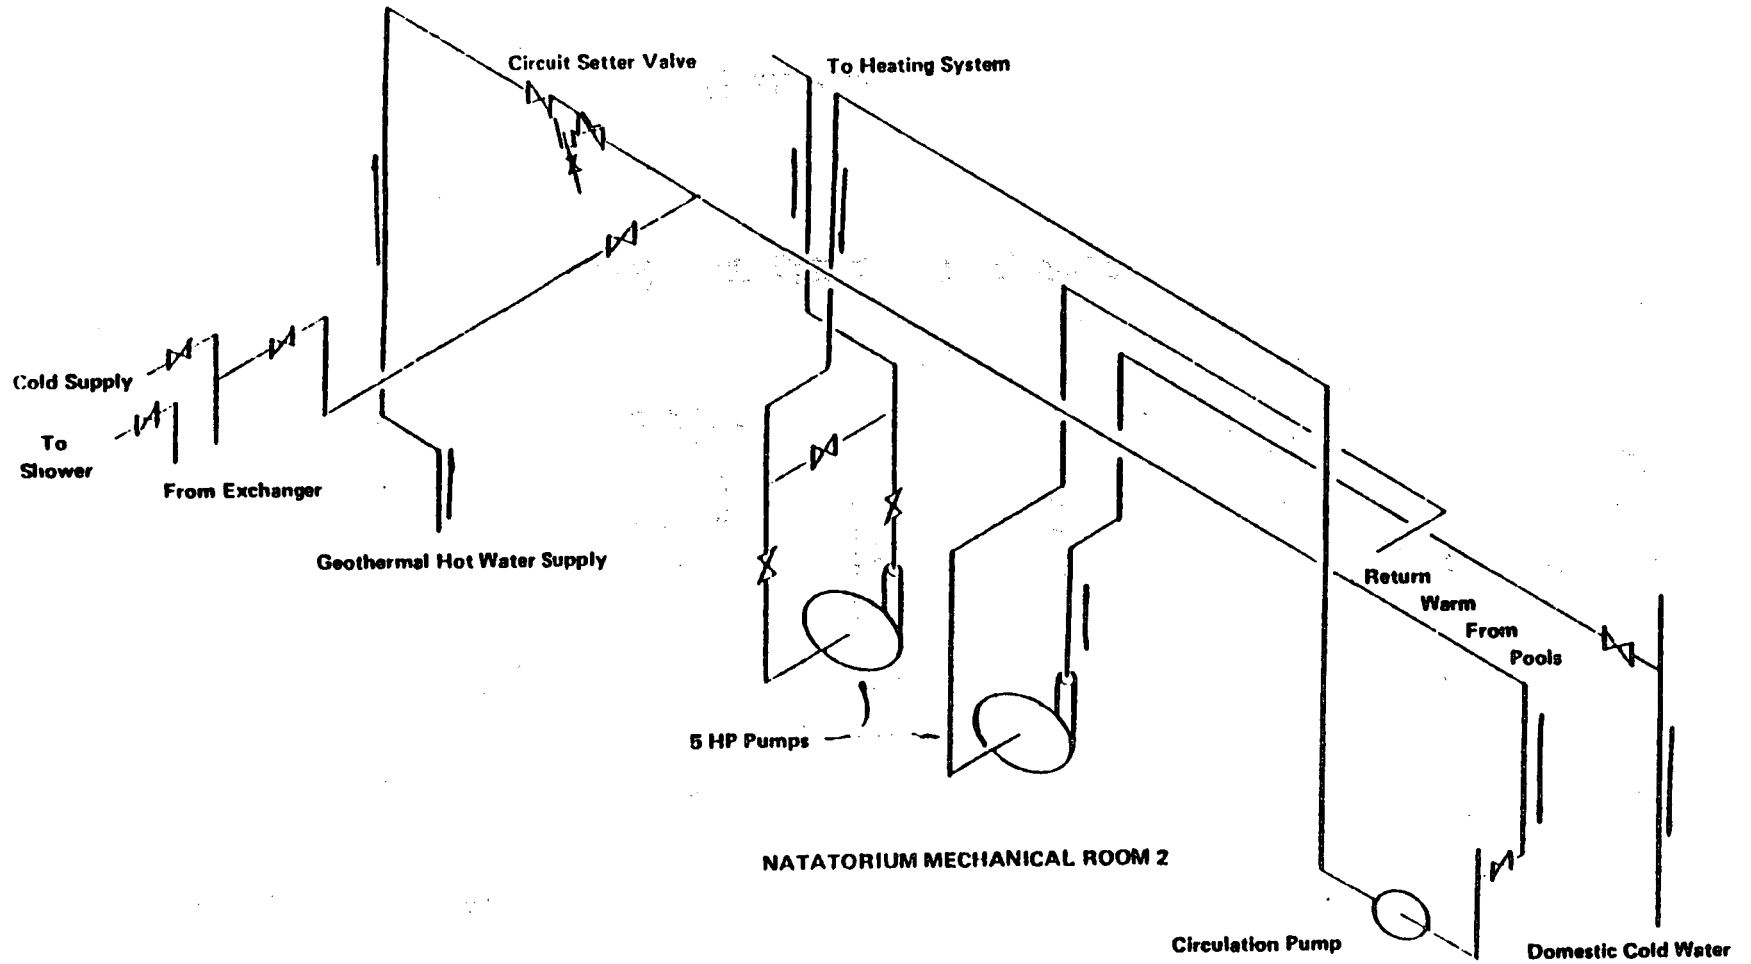 Circuit Setter Valve
To Heating System
Cold Supply
To
Shower
From Exchanger
Geothermal Hot Water Supply
Return
Warm
From
Pools
5 HP Pumps
NATATORIUM MECHANICAL ROOM 2
Circulation Pump
Domestic Cold Water